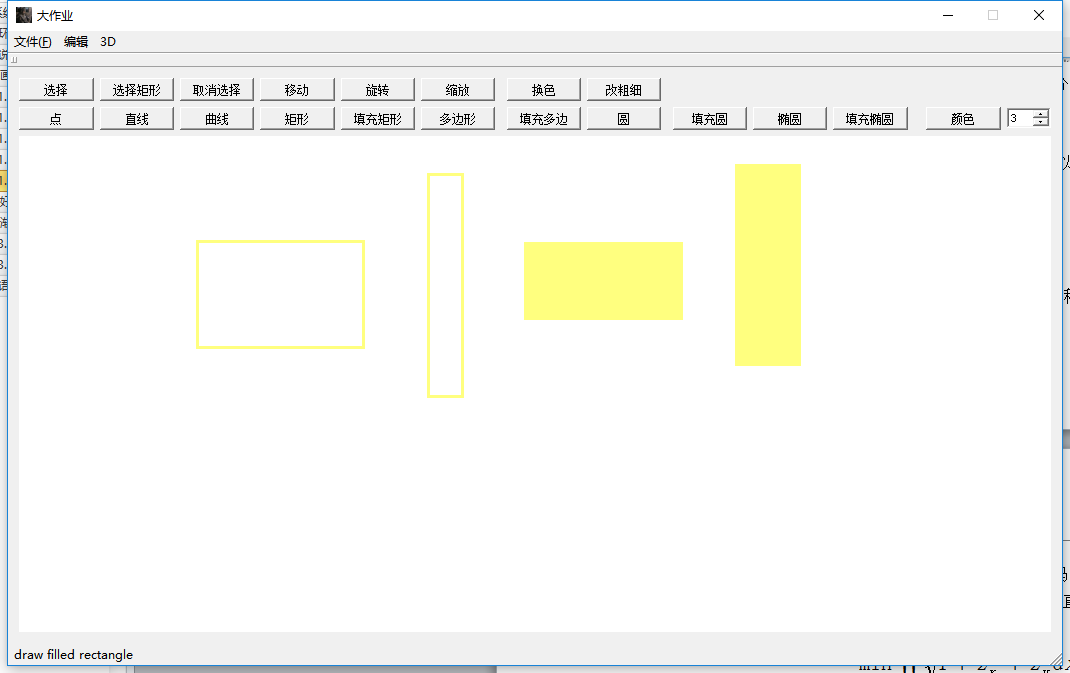 大作业
文件(F) 编辑 3D
选择 选择矩形 取消选择 移动 旋转 缩放 换色 改粗细
点 直线 曲线 矩形 填充矩形 多边形 填充多边 圆 填充圆 椭圆 填充椭圆 颜色 3
draw filled rectangle